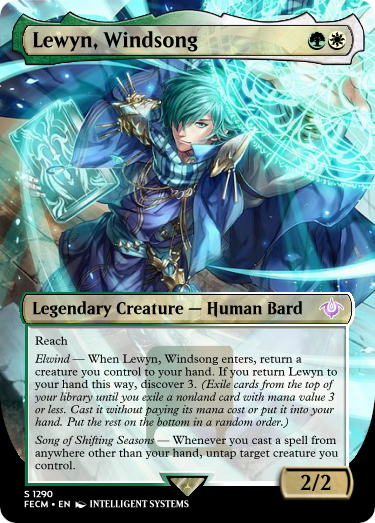 Lewyn, Windsong
Legendary Creature — Human Bard
Reach
Elwind — When Lewyn, Windsong enters, return a
creature you control to your hand. If you return Lewyn to
your hand this way, discover 3. (Exile cards from the top of
your library until you exile a nonland card with mana value 3
or less. Cast it without paying its mana cost or put it into your
hand. Put the rest on the bottom in a random order.)
Song of Shifting Seasons — Whenever you cast a spell from
anywhere other than your hand, untap target creature you
control.
2/2
S 1290
FECM • EN INTELLIGENT SYSTEMS